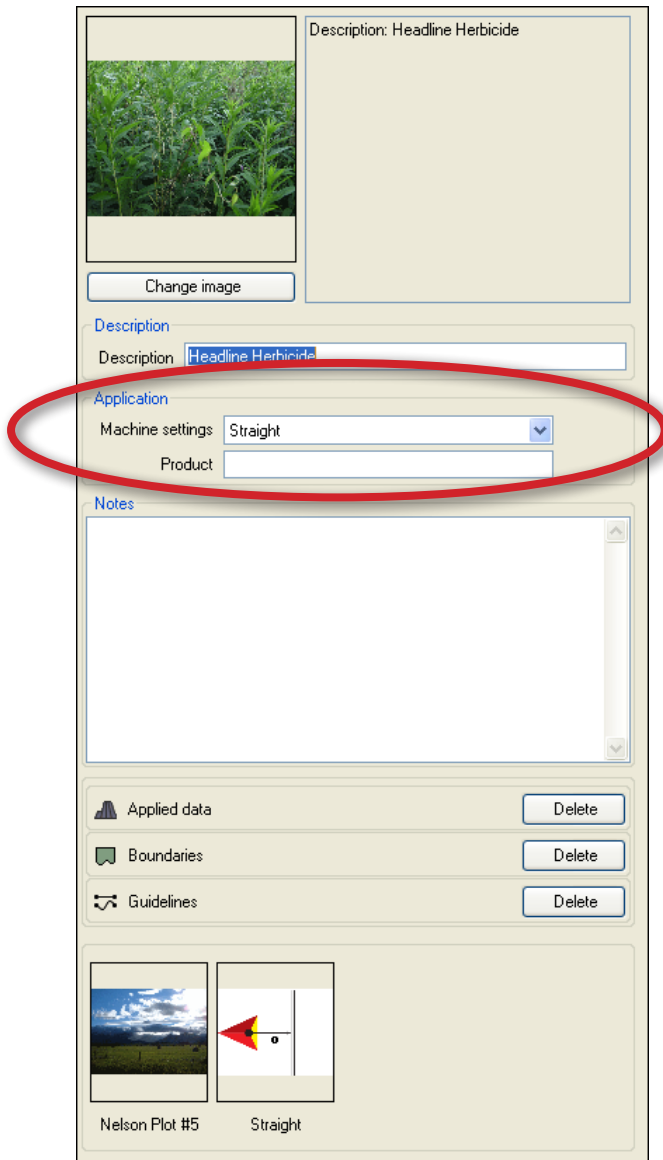 Description: Headline Herbicide
Change image
Description
Description Headline Herbicide
Application
Machine settings Straight
Product
Notes
Applied data Delete
Boundaries Delete
Guidelines Delete
o
Nelson Plot #5 Straight